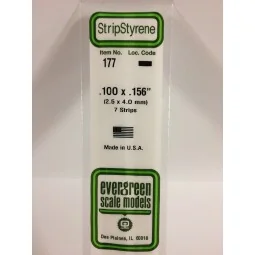 StripStyrene
Item No. Loc. Code
177
.100 x .156"
(2.5 x 4.0 mm)
7 Strips
Made in U.S.A.
evergreen
scale models
Des Plaines, IL 60018